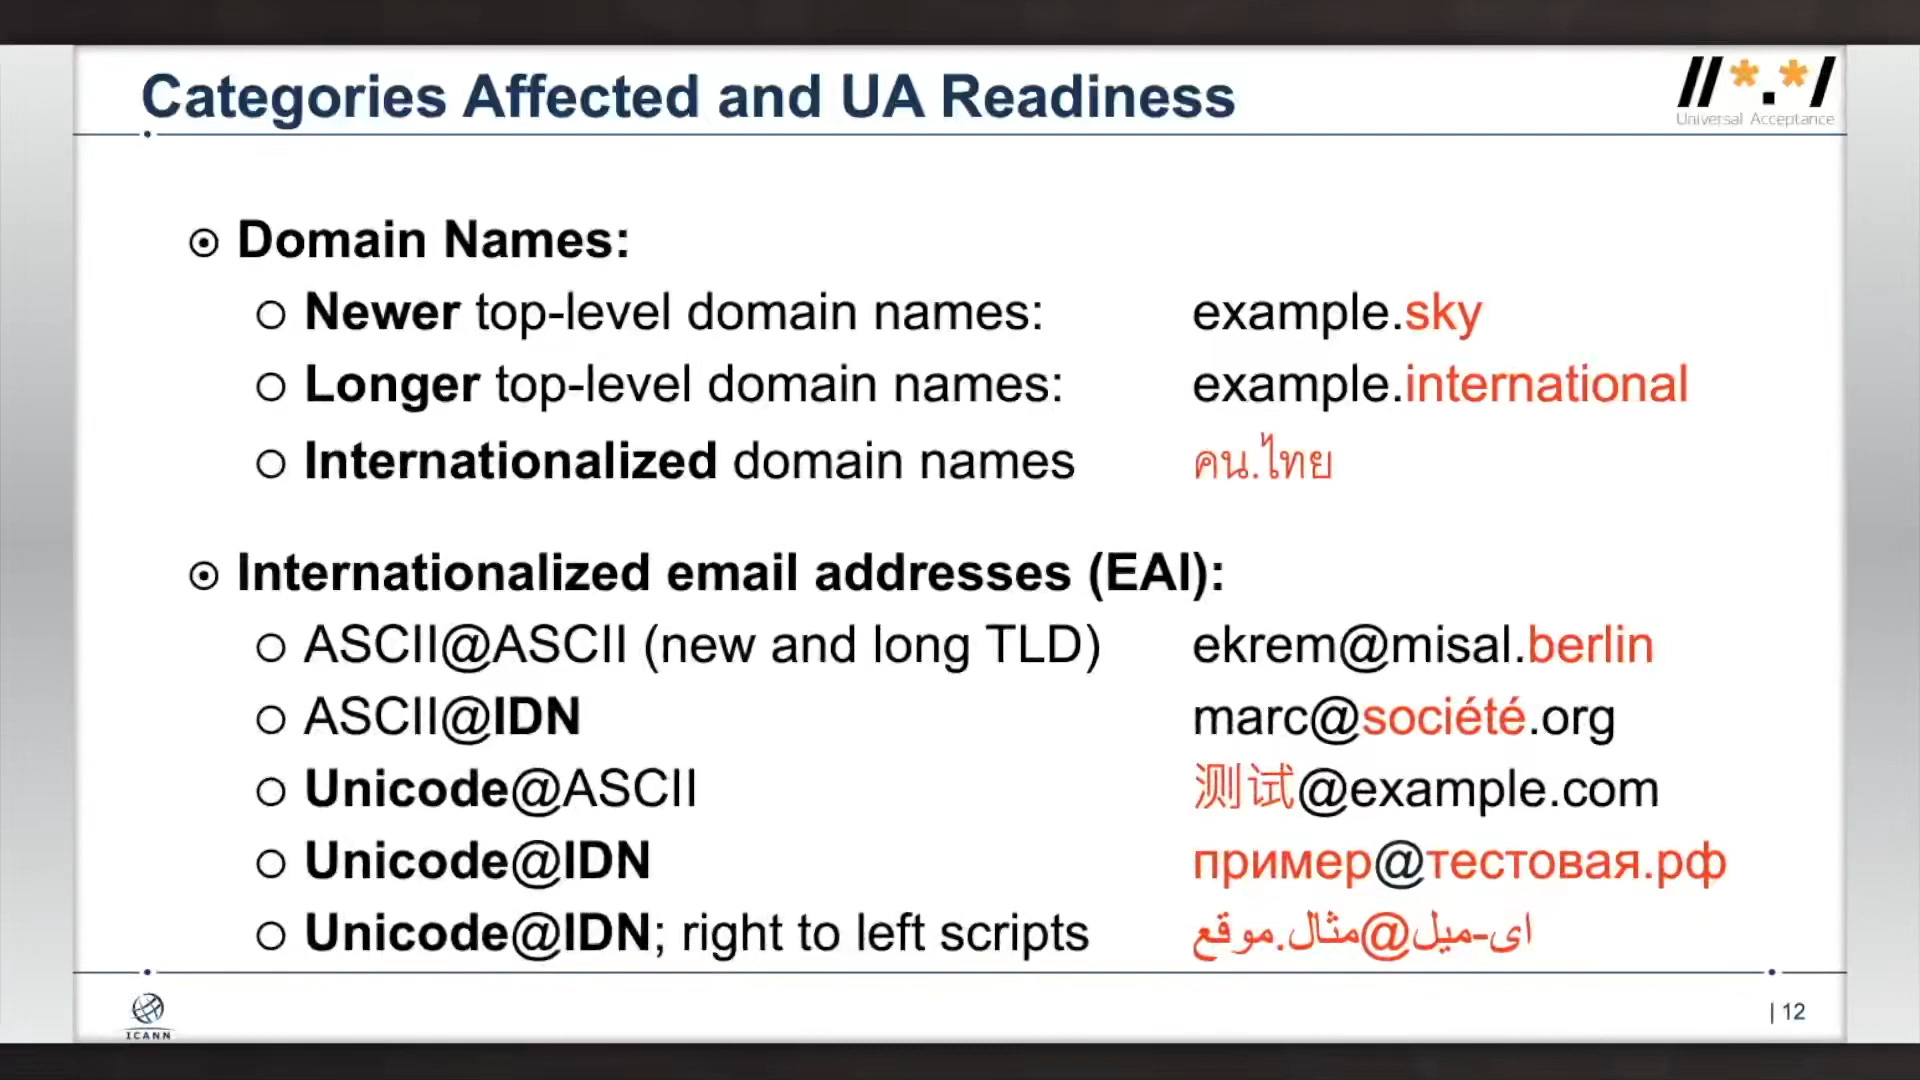 Categories Affected and UA Readiness
//*.*/
Universal Acceptance
Domain Names:
Newer top-level domain names: example.sky
Longer top-level domain names: example.international
Internationalized domain names คน.ไทย
Internationalized email addresses (EAI):
ASCII@ASCII (new and long TLD) ekrem@misal.berlin
ASCII@IDN marc@société.org
Unicode@ASCII 测试@example.com
Unicode@IDN пример@тестовая.рф
Unicode@IDN; right to left scripts ای-میل@مثال.موقع
ICANN
| 12